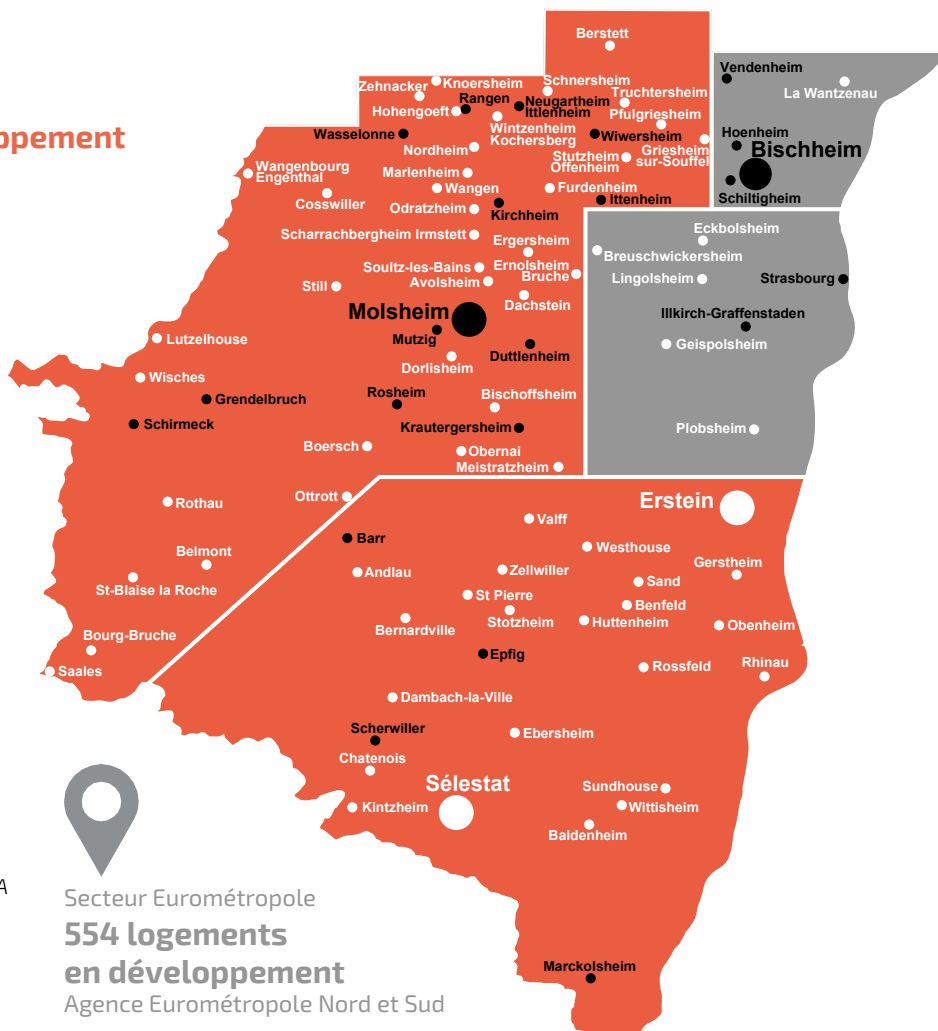 ppement
Berstett
Vendenheim
La Wantzenau
Zehnacker
Knoersheim
Schnersheim
Truchtersheim
Rangen
Neugartheim
Ittlenheim
Hohengoeft
Pfulgriesheim
Wintzenheim
Kochersberg
Wasselonne
Wiwersheim
Hoenheim
Griesheim
sur-Souffel
Bischheim
Nordheim
Stutzheim
Offenheim
Wangenbourg
Engenthal
Marlenheim
Wangen
Furdenheim
Schiltigheim
Cosswiller
Odratzheim
Kirchheim
Ittenheim
Scharrachbergheim Irmstett
Eckbolsheim
Ergersheim
Breuschwickersheim
Soultz-les-Bains
Ernolsheim
Bruche
Lingolsheim
Strasbourg
Avolsheim
Still
Dachstein
Molsheim
Illkirch-Graffenstaden
Mutzig
Lutzelhouse
Duttlenheim
Geispolsheim
Dorlisheim
Wisches
Rosheim
Bischoffsheim
Grendelbruch
Schirmeck
Krautergersheim
Plobsheim
Boersch
Obernai
Meistratzheim
Ottrott
Rothau
Erstein
Valff
Barr
Westhouse
Belmont
Andlau
Zellwiller
Gerstheim
St-Blaise la Roche
Sand
St Pierre
Benfeld
Stotzheim
Huttenheim
Bernardville
Obenheim
Bourg-Bruche
Epfig
Saales
Rossfeld
Rhinau
Dambach-la-Ville
Scherwiller
Ebersheim
Chatenois
Sélestat
Sundhouse
Kintzheim
Wittisheim
Baldenheim
A
Secteur Eurométropole
554 logements
en développement
Agence Eurométropole Nord et Sud
Marckolsheim